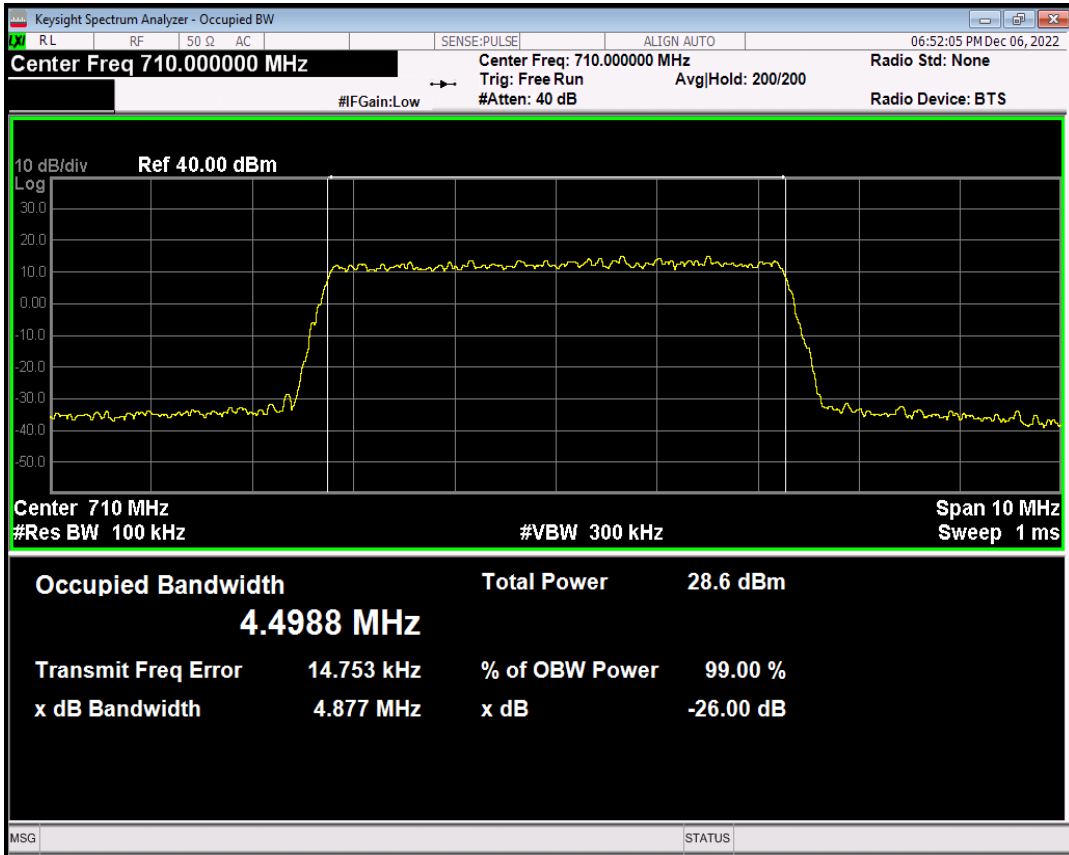 Keysight Spectrum Analyzer - Occupied BW
LXI RL RF 50 Ω AC SENSE:PULSE ALIGN AUTO 06:52:05 PM Dec 06, 2022
Center Freq 710.000000 MHz Center Freq: 710.000000 MHz Radio Std: None
Trig: Free Run Avg|Hold: 200/200
#IFGain:Low #Atten: 40 dB Radio Device: BTS
10 dB/div Ref 40.00 dBm
Log
30.0
20.0
10.0
0.00
-10.0
-20.0
-30.0
-40.0
-50.0
Center 710 MHz Span 10 MHz
#Res BW 100 kHz #VBW 300 kHz Sweep 1 ms
Occupied Bandwidth Total Power 28.6 dBm
4.4988 MHz
Transmit Freq Error 14.753 kHz % of OBW Power 99.00 %
x dB Bandwidth 4.877 MHz x dB -26.00 dB
MSG STATUS